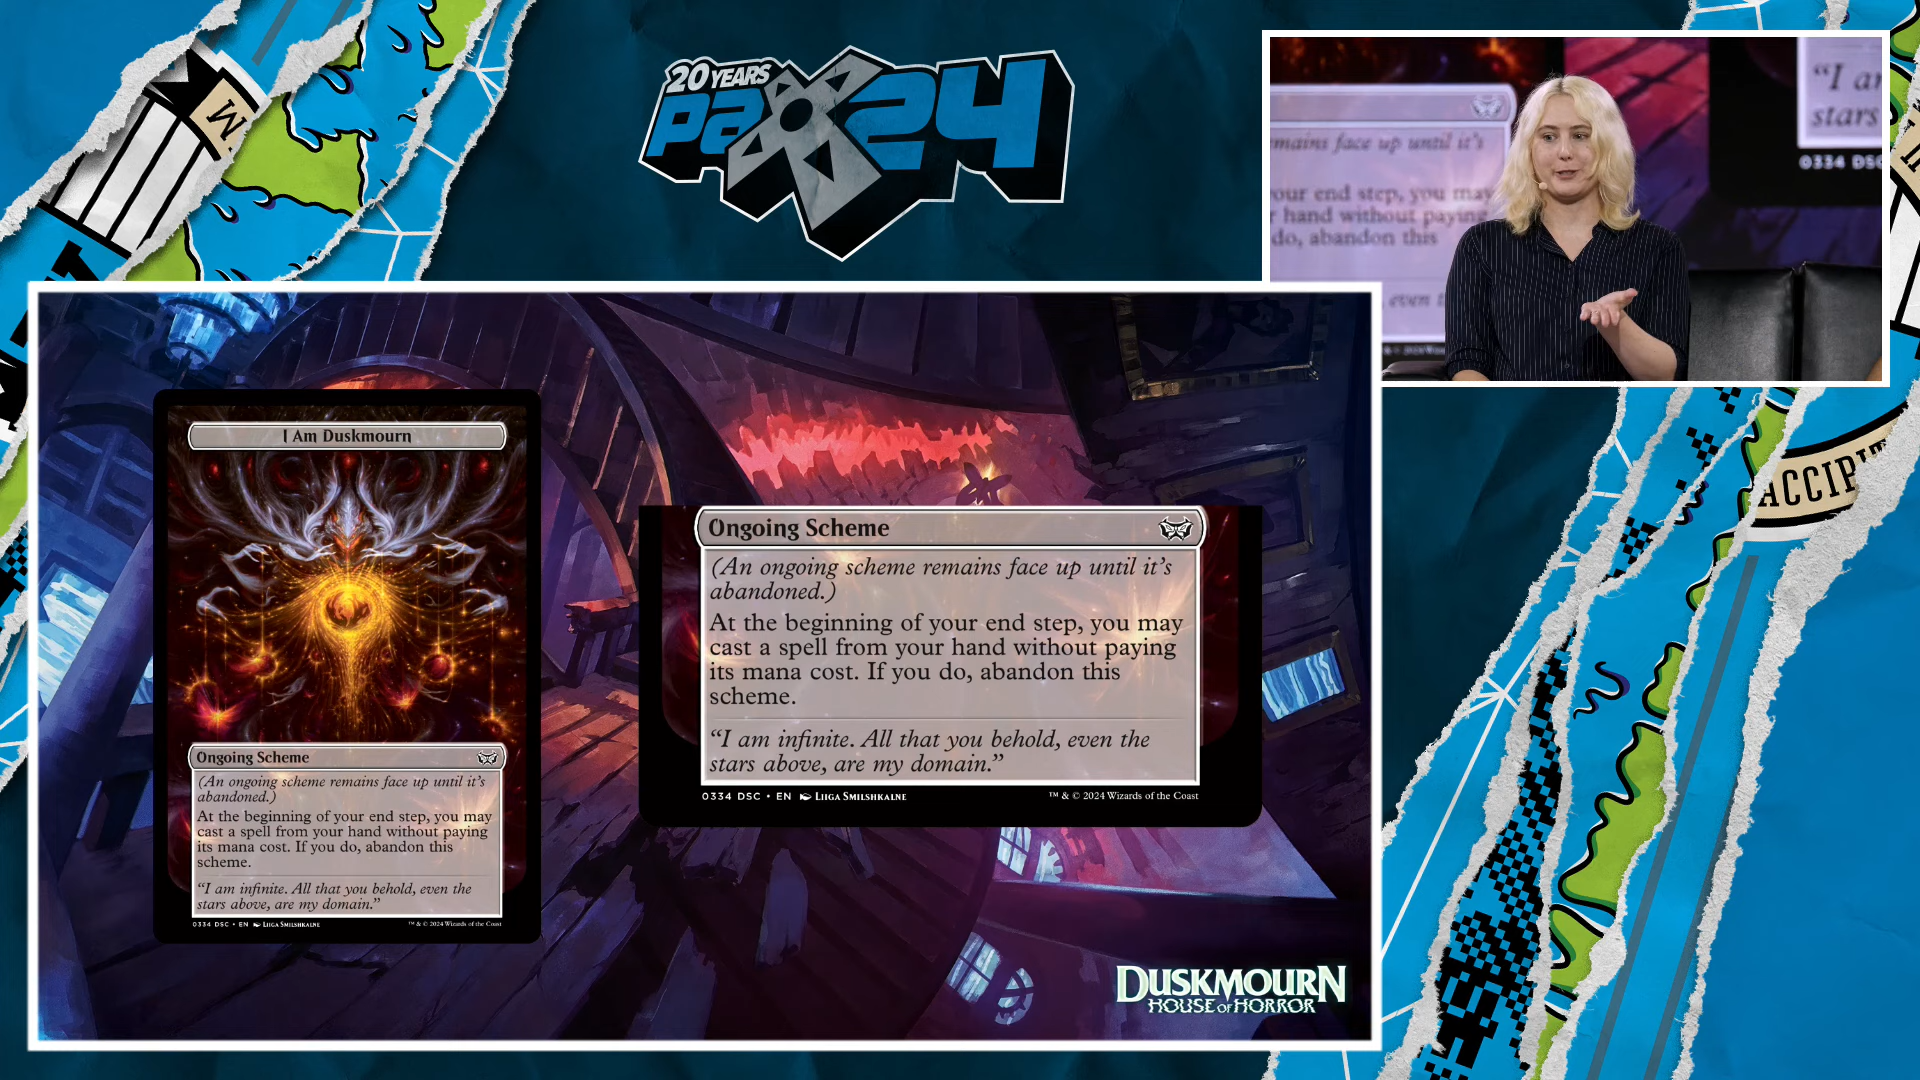 20 YEARS
pax24
M
"I am
stars
0334 DSC
mains face up until it's
your end step, you may
r hand without paying
do, abandon this
, even t
I Am Duskmourn
Ongoing Scheme
(An ongoing scheme remains face up until it's
abandoned.)
At the beginning of your end step, you may
cast a spell from your hand without paying
its mana cost. If you do, abandon this
scheme.
"I am infinite. All that you behold, even the
stars above, are my domain."
0334 DSC • EN LIIGA SMILSHKALNE
™ & © 2024 Wizards of the Coast
Ongoing Scheme
(An ongoing scheme remains face up until it's
abandoned.)
At the beginning of your end step, you may
cast a spell from your hand without paying
its mana cost. If you do, abandon this
scheme.
"I am infinite. All that you behold, even the
stars above, are my domain."
0334 DSC • EN LIIGA SMILSHKALNE
™ & © 2024 Wizards of the Coast
ACCIPIT
DUSKMOURN
HOUSE OF HORROR